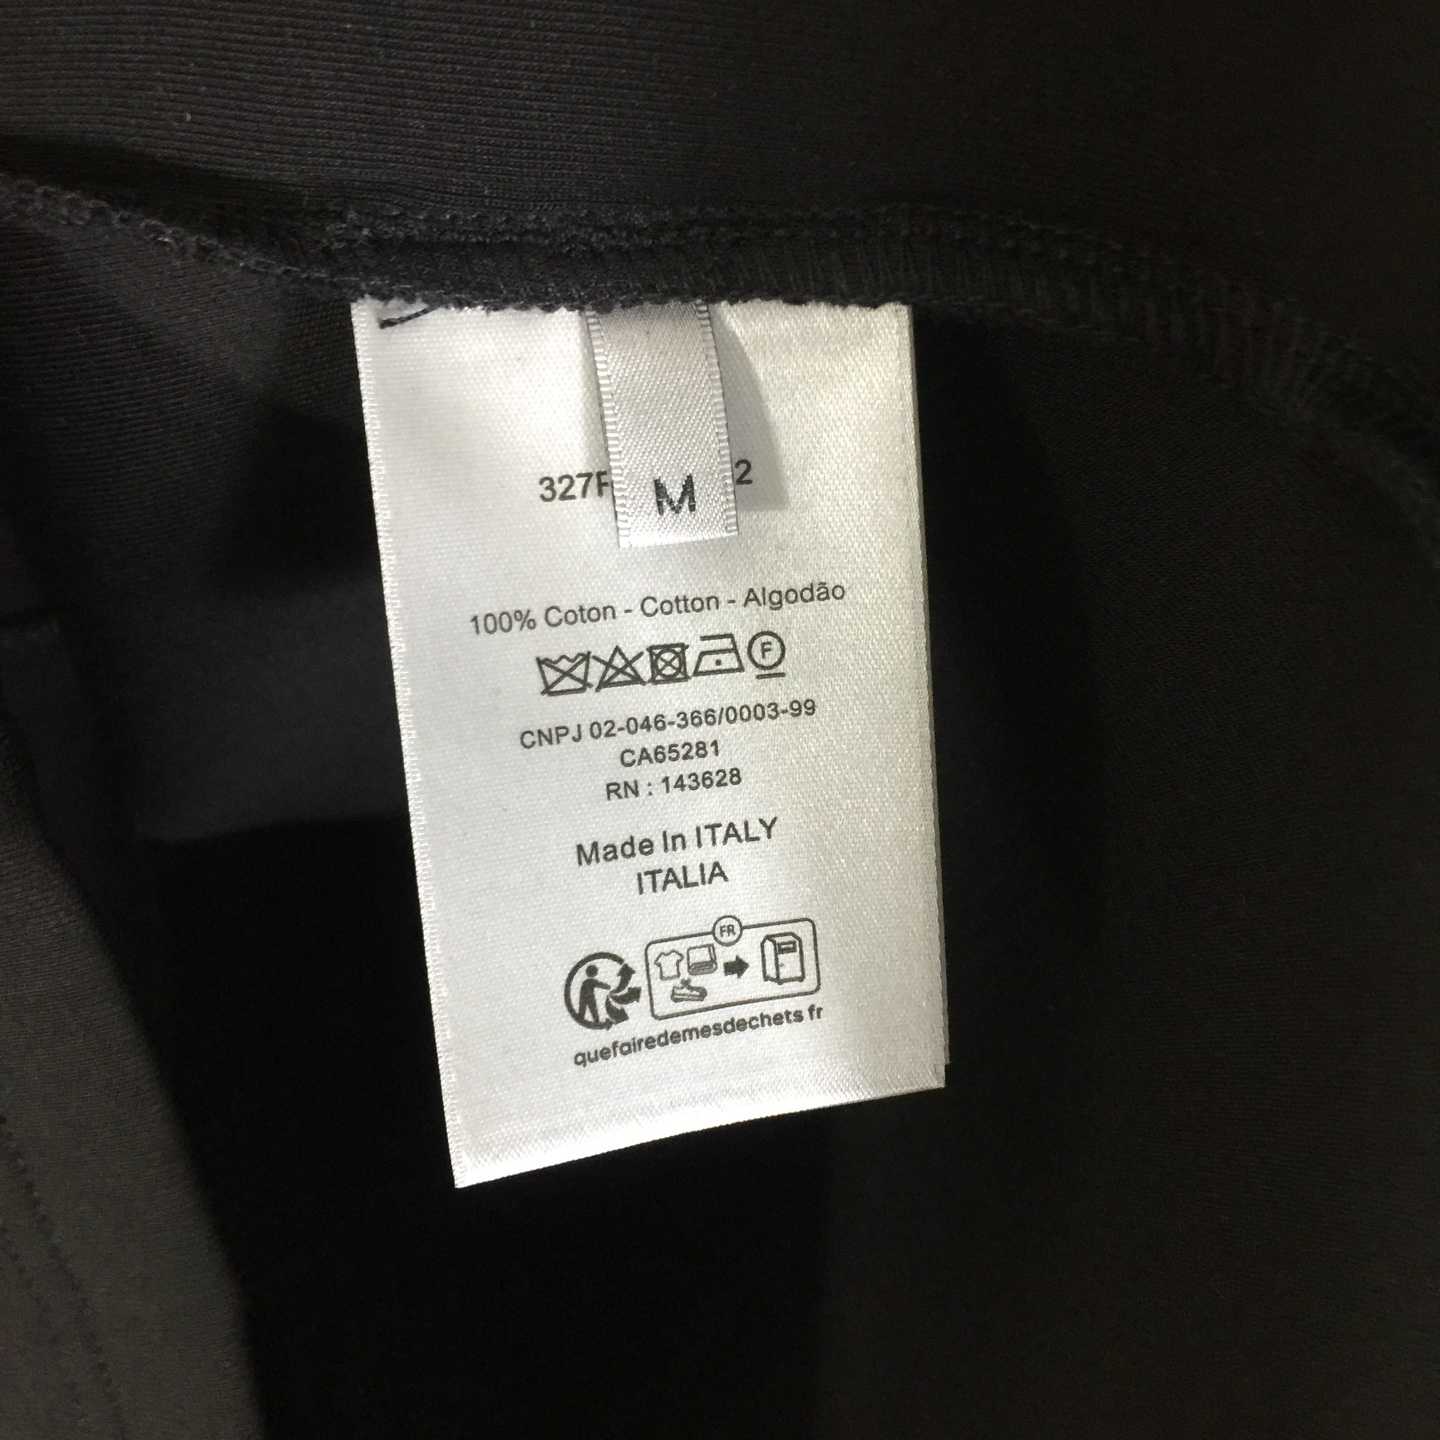 327F
2
M
100% Coton - Cotton - Algodão
F
CNPJ 02-046-366/0003-99
CA65281
RN : 143628
Made In ITALY
ITALIA
FR
quefairedemesdechets fr